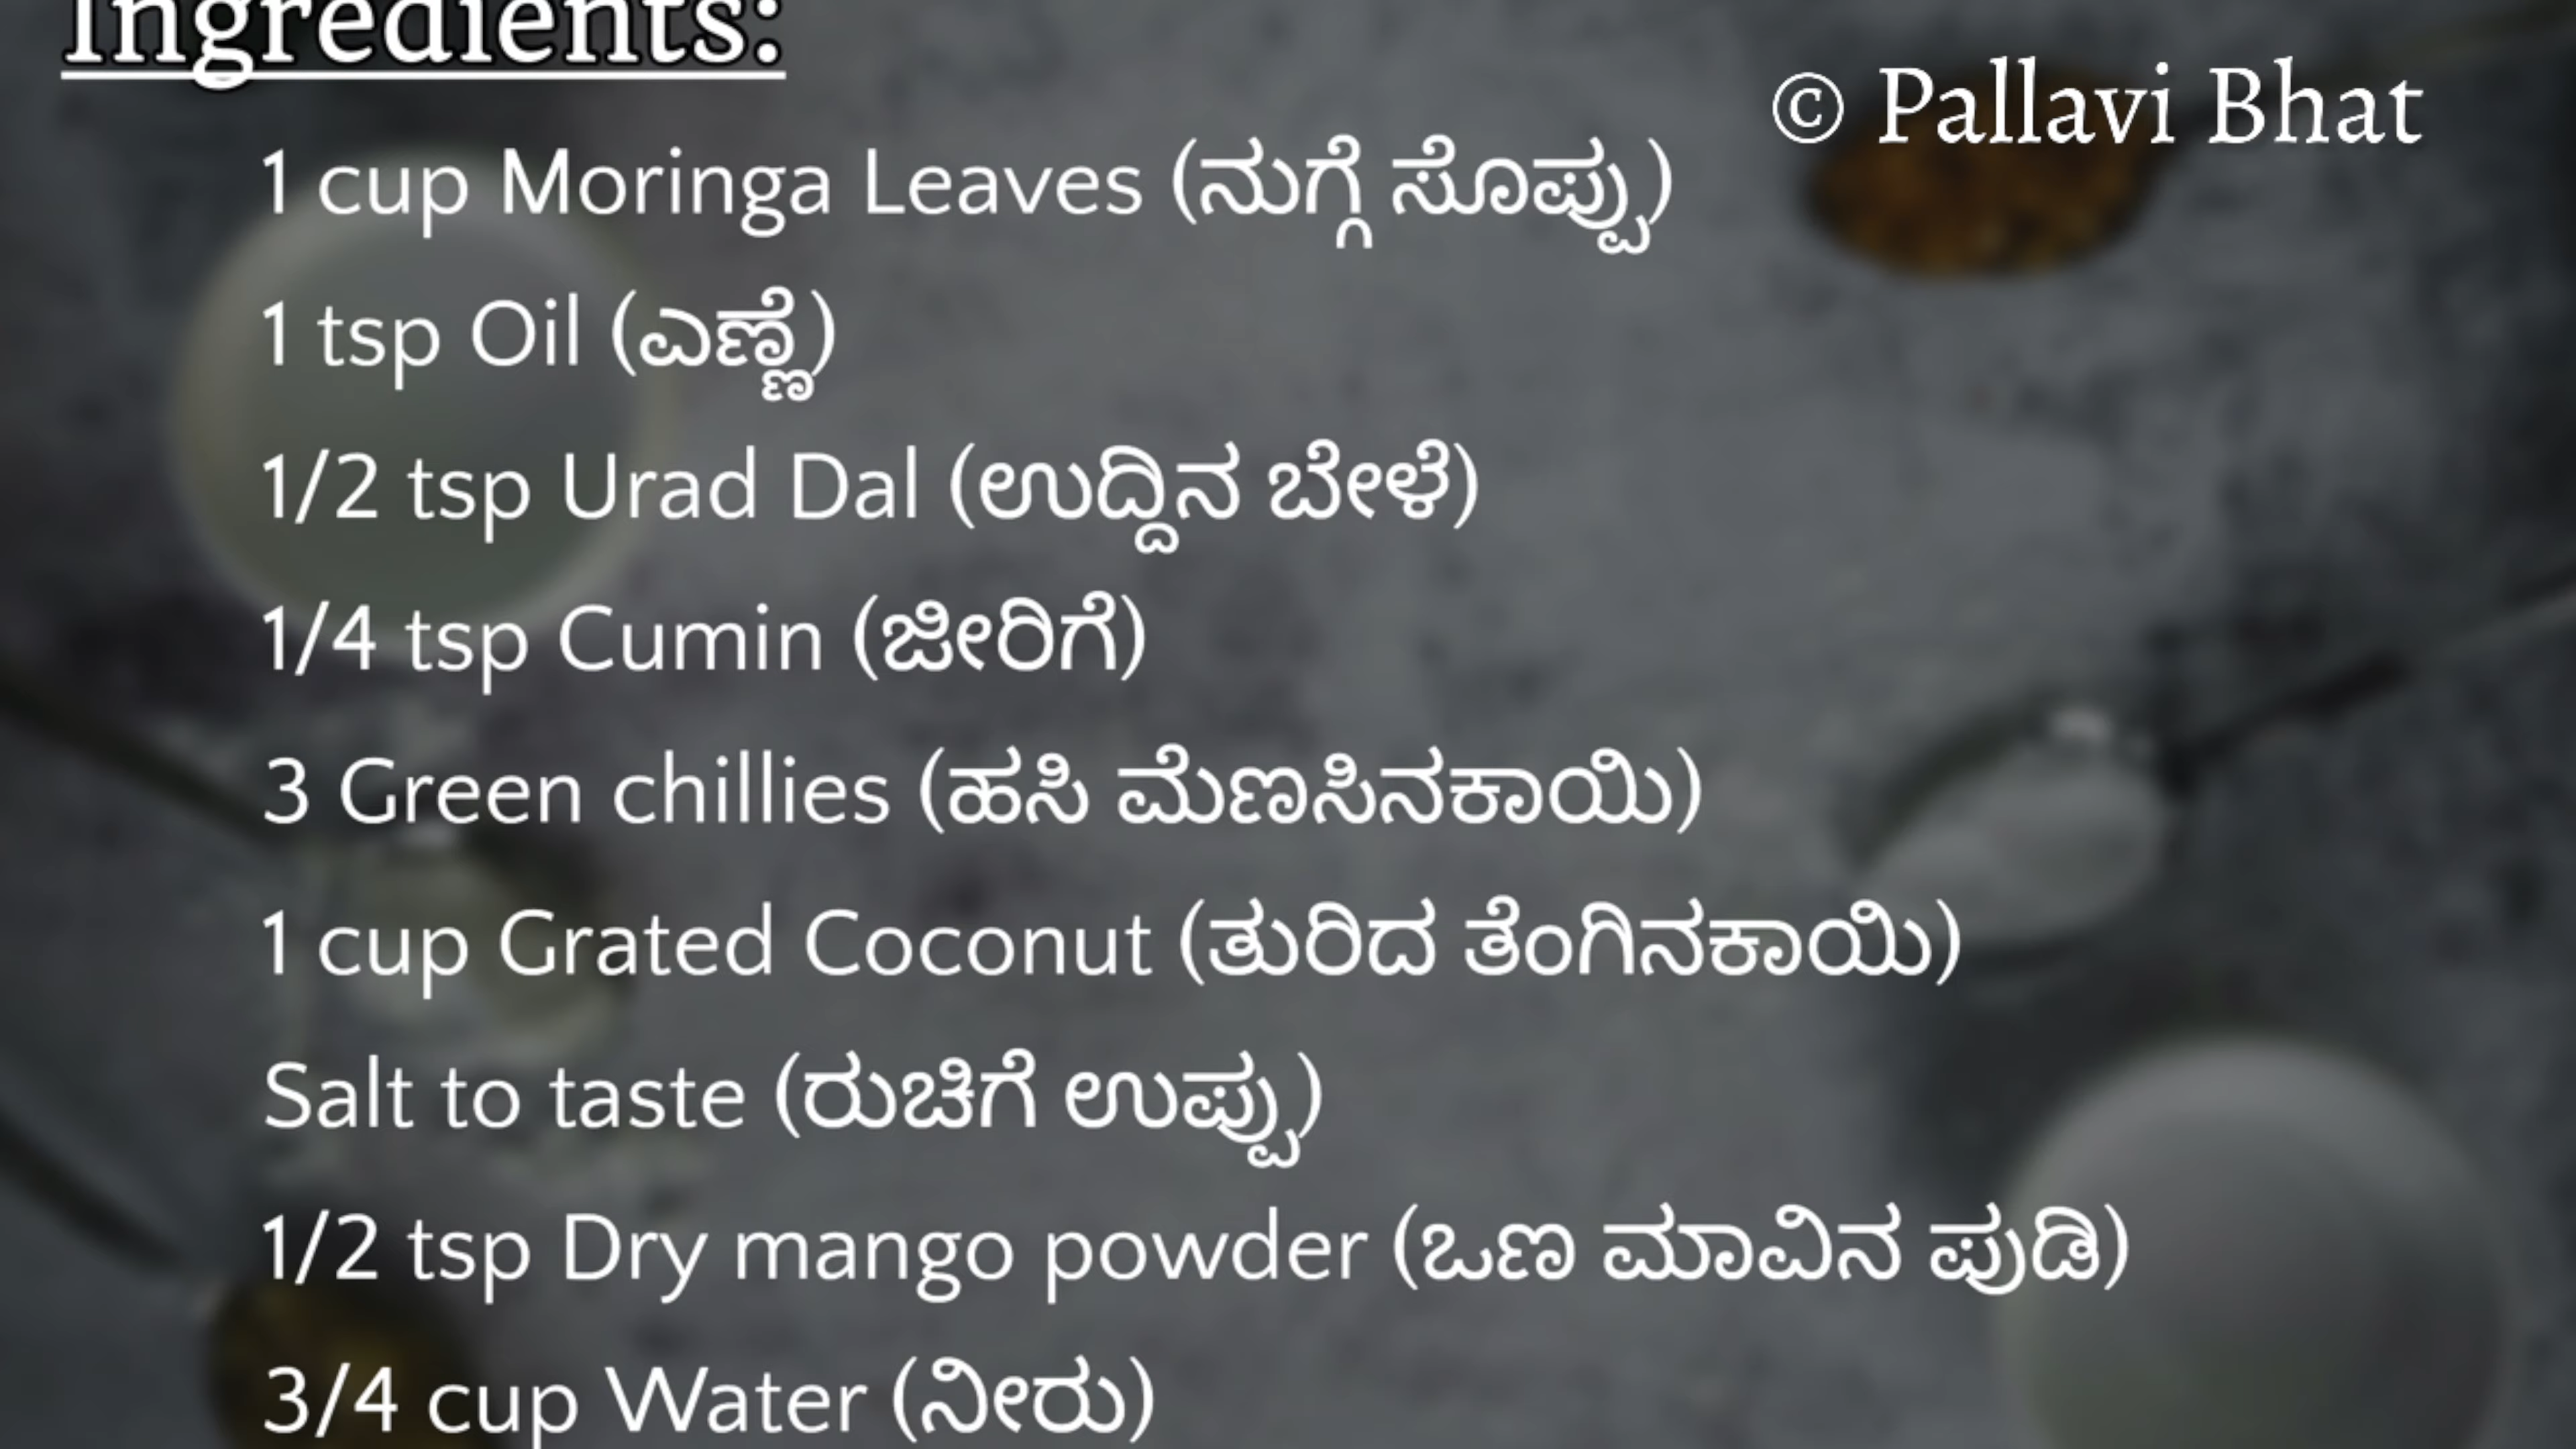 Ingredients:
© Pallavi Bhat
1 cup Moringa Leaves (ನುಗ್ಗೆ ಸೊಪ್ಪು)
1 tsp Oil (ಎಣ್ಣೆ)
1/2 tsp Urad Dal (ಉದ್ದಿನ ಬೇಳೆ)
1/4 tsp Cumin (ಜೀರಿಗೆ)
3 Green chillies (ಹಸಿ ಮೆಣಸಿನಕಾಯಿ)
1 cup Grated Coconut (ತುರಿದ ತೆಂಗಿನಕಾಯಿ)
Salt to taste (ರುಚಿಗೆ ಉಪ್ಪು)
1/2 tsp Dry mango powder (ಒಣ ಮಾವಿನ ಪುಡಿ)
3/4 cup Water (ನೀರು)